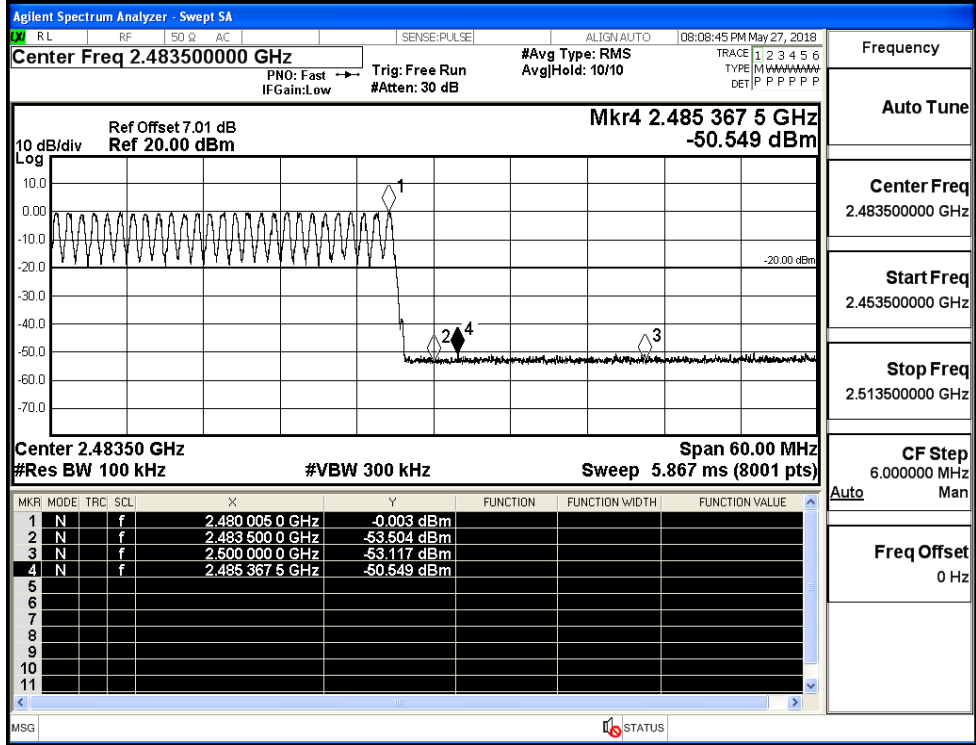 Agilent Spectrum Analyzer - Swept SA
LXI RL RF 50 Ω AC SENSE:PULSE ALIGN AUTO 08:08:45 PM May 27, 2018
Center Freq 2.483500000 GHz
PNO: Fast
IFGain:Low
Trig: Free Run
#Atten: 30 dB
#Avg Type: RMS
Avg|Hold: 10/10
TRACE 1 2 3 4 5 6
TYPE M W W W W W
DET P P P P P P
Frequency
Auto Tune
Center Freq
2.483500000 GHz
Start Freq
2.453500000 GHz
Stop Freq
2.513500000 GHz
CF Step
6.000000 MHz
Auto Man
Freq Offset
0 Hz
Mkr4 2.485 367 5 GHz
-50.549 dBm
Ref Offset 7.01 dB
10 dB/div Ref 20.00 dBm
Log
10.0
0.00
-10.0
-20.0
-30.0
-40.0
-50.0
-60.0
-70.0
1
-20.00 dBm
2 4 3
Center 2.48350 GHz Span 60.00 MHz
#Res BW 100 kHz #VBW 300 kHz Sweep 5.867 ms (8001 pts)
MKR MODE TRC SCL X Y FUNCTION FUNCTION WIDTH FUNCTION VALUE
1 N f 2.480 005 0 GHz -0.003 dBm
2 N f 2.483 500 0 GHz -53.504 dBm
3 N f 2.500 000 0 GHz -53.117 dBm
4 N f 2.485 367 5 GHz -50.549 dBm
5
6
7
8
9
10
11
MSG STATUS